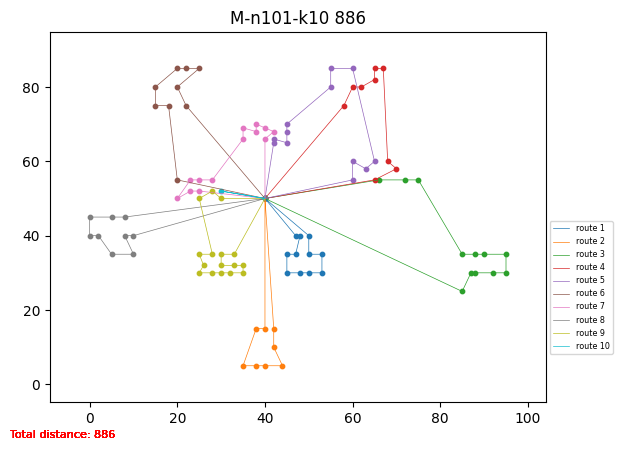 M-n101-k10 886
80
60
40
20
0
0 20 40 60 80 100
route 1
route 2
route 3
route 4
route 5
route 6
route 7
route 8
route 9
route 10
Total distance: 886